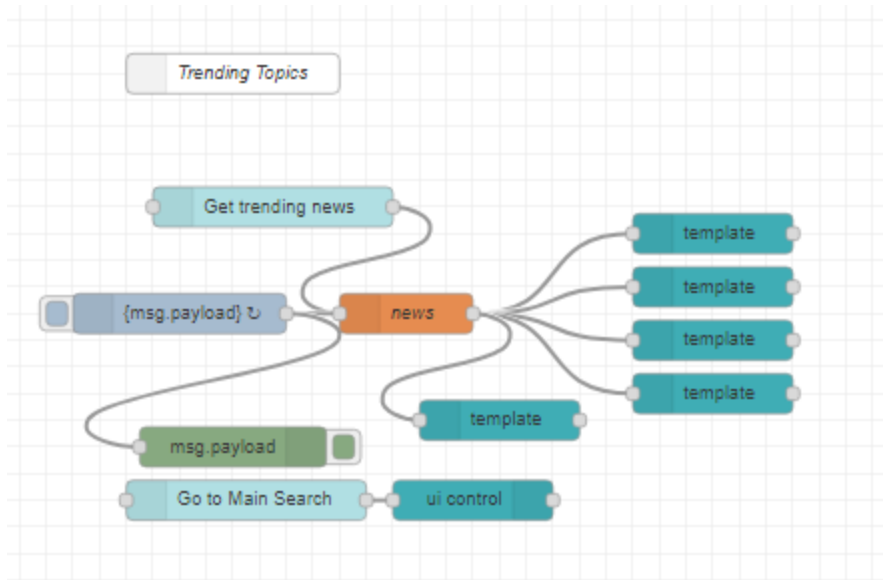 Trending Topics
Get trending news
template
template
{msg.payload} ↻
news
template
template
template
msg.payload
Go to Main Search
ui control